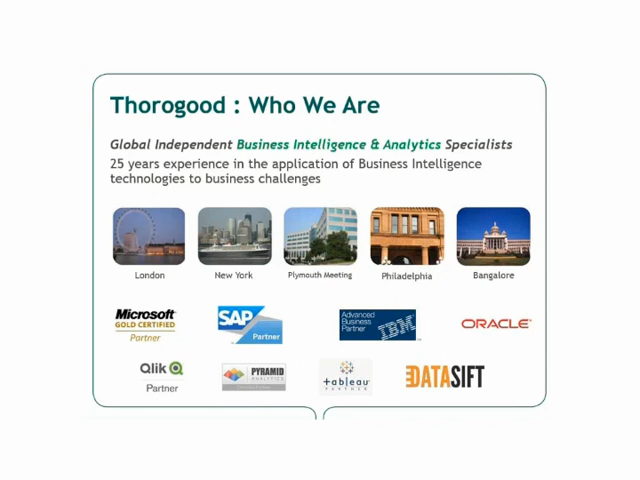 Thorogood : Who We Are
Global Independent Business Intelligence & Analytics Specialists
25 years experience in the application of Business Intelligence
technologies to business challenges
London
New York
Plymouth Meeting
Philadelphia
Bangalore
Microsoft
GOLD CERTIFIED
Partner
SAP
Partner
Advanced
Business
Partner
IBM
ORACLE
Qlik
Partner
PYRAMID
ANALYTICS
+ableau
PARTNER
DATASIFT